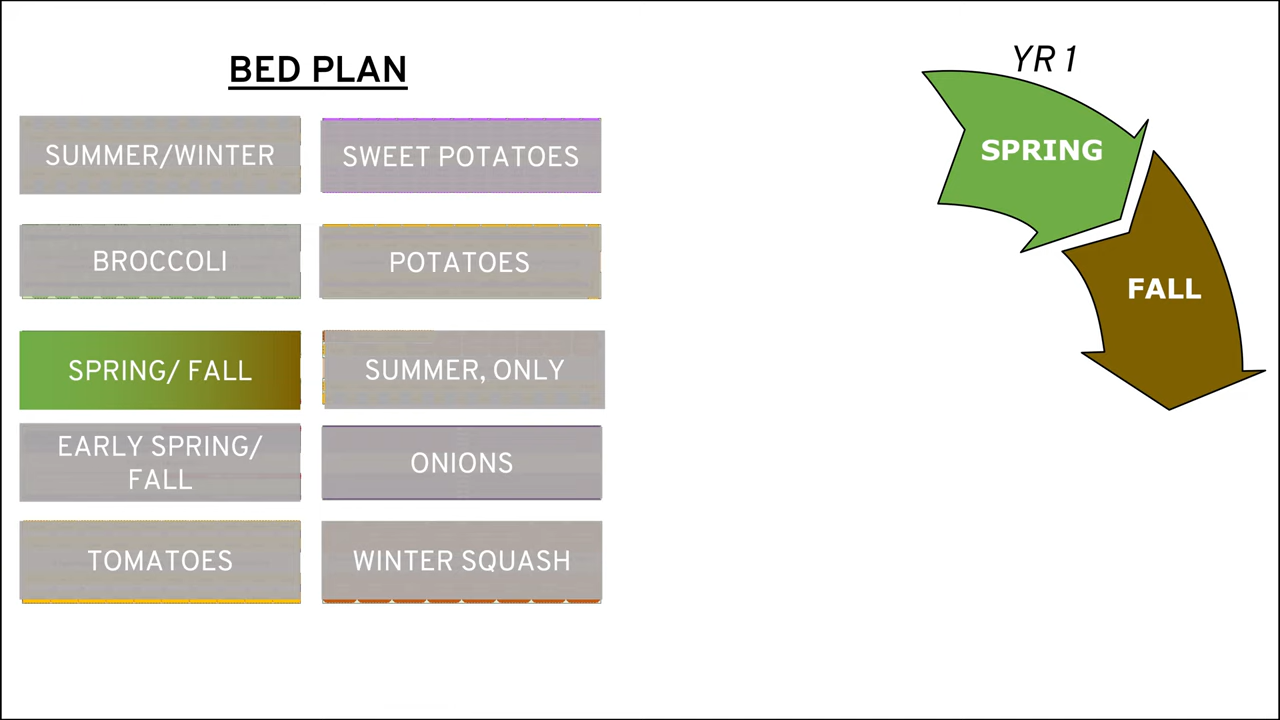 BED PLAN
SUMMER/WINTER
SWEET POTATOES
BROCCOLI
POTATOES
SPRING/ FALL
SUMMER, ONLY
EARLY SPRING/
FALL
ONIONS
TOMATOES
WINTER SQUASH
YR 1
SPRING
FALL